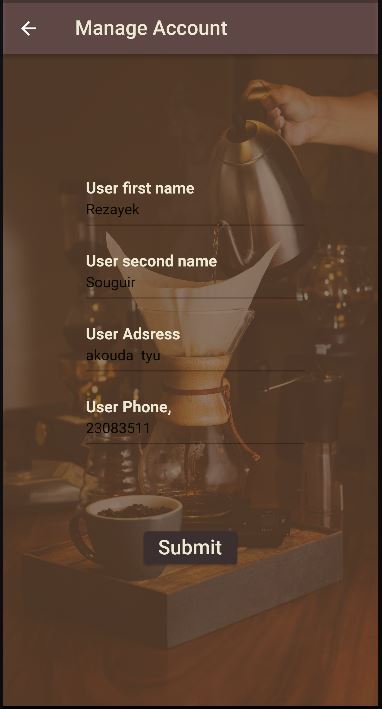 Manage Account
User first name
Rezayek
User second name
Souguir
User Adsress
akouda tyu
User Phone,
23083511
Submit